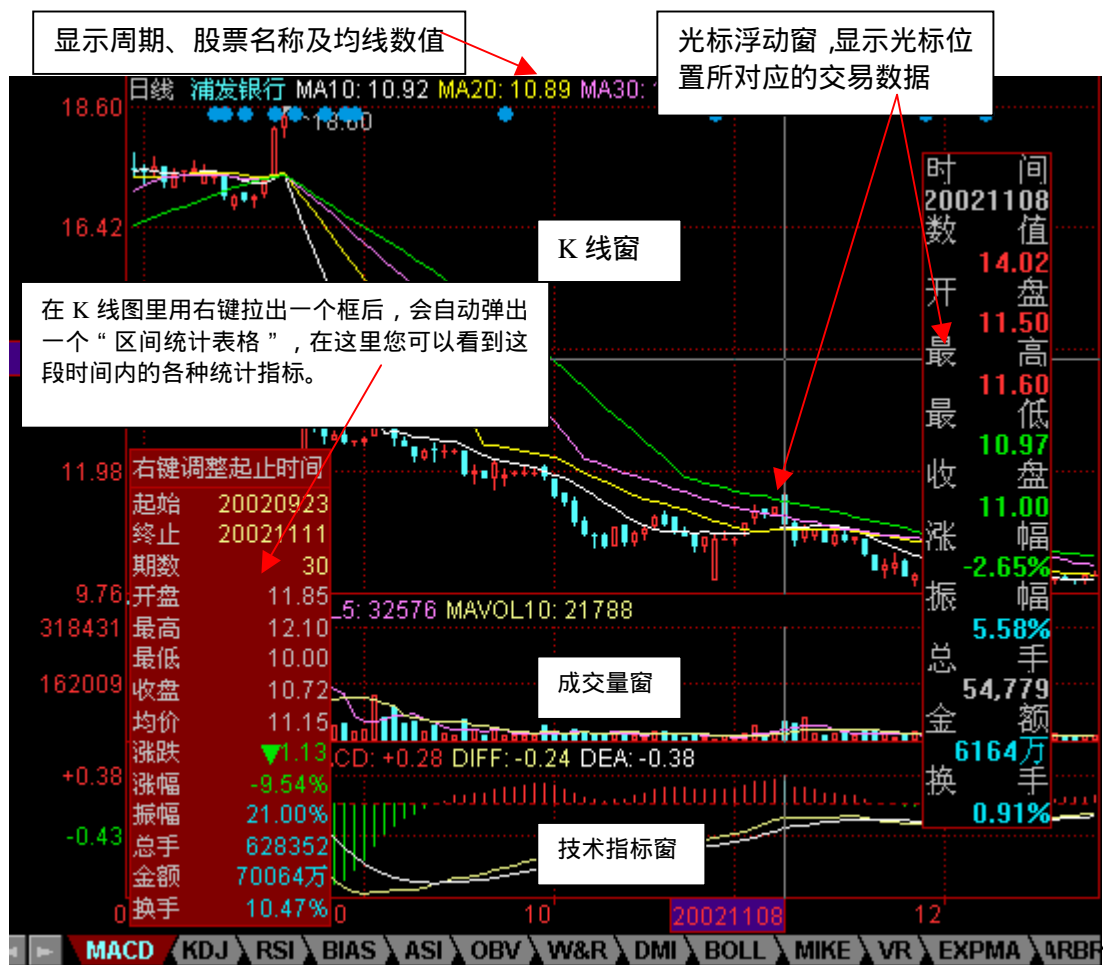 显示周期、股票名称及均线数值
光标浮动窗,显示光标位
置所对应的交易数据
日线 浦发银行 MA10: 10.92 MA20: 10.89 MA30:
18.60
18.60
16.42
K 线窗
在 K 线图里用右键拉出一个框后，会自动弹出
一个“区间统计表格”，在这里您可以看到这
段时间内的各种统计指标。
时 间
20021108
数 值
14.02
开 盘
11.50
最 高
11.60
最 低
10.97
收 盘
11.00
涨 幅
-2.65%
振 幅
5.58%
总 手
54,779
金 额
6164万
换 手
0.91%
11.98
9.76
右键调整起止时间
起始 20020923
终止 20021111
期数 30
开盘 11.85
最高 12.10
最低 10.00
收盘 10.72
均价 11.15
涨跌 ▼1.13
涨幅 -9.54%
振幅 21.00%
总手 628352
金额 70064万
换手 10.47%
_5: 32576 MAVOL10: 21788
318431
162009
成交量窗
CD: +0.28 DIFF: -0.24 DEA: -0.38
+0.38
-0.43
技术指标窗
0 0 10 20021108 12
MACD KDJ RSI BIAS ASI OBV W&R DMI BOLL MIKE VR EXPMA ARBR